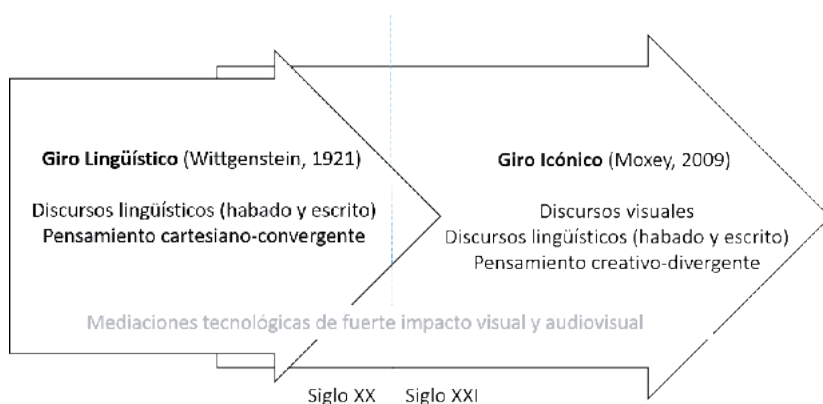 Giro Lingüístico (Wittgenstein, 1921)
Discursos lingüísticos (habado y escrito)
Pensamiento cartesiano-convergente
Giro Icónico (Moxey, 2009)
Discursos visuales
Discursos lingüísticos (habado y escrito)
Pensamiento creativo-divergente
Mediaciones tecnológicas de fuerte impacto visual y audiovisual
Siglo XX
Siglo XXI